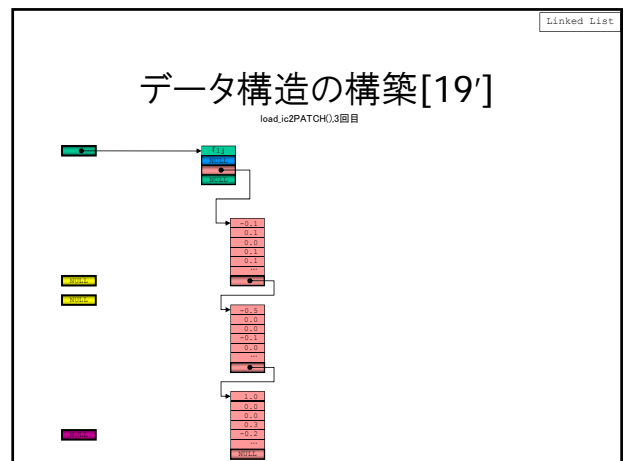 Linked List
データ構造の構築[19']
load_ic2PATCH(),3回目
fij
NULL
NULL
-0.1
0.1
0.0
0.1
0.1
...
NULL
NULL
-0.5
0.0
0.0
-0.1
0.0
...
1.0
0.0
0.0
0.3
-0.2
...
NULL
NULL